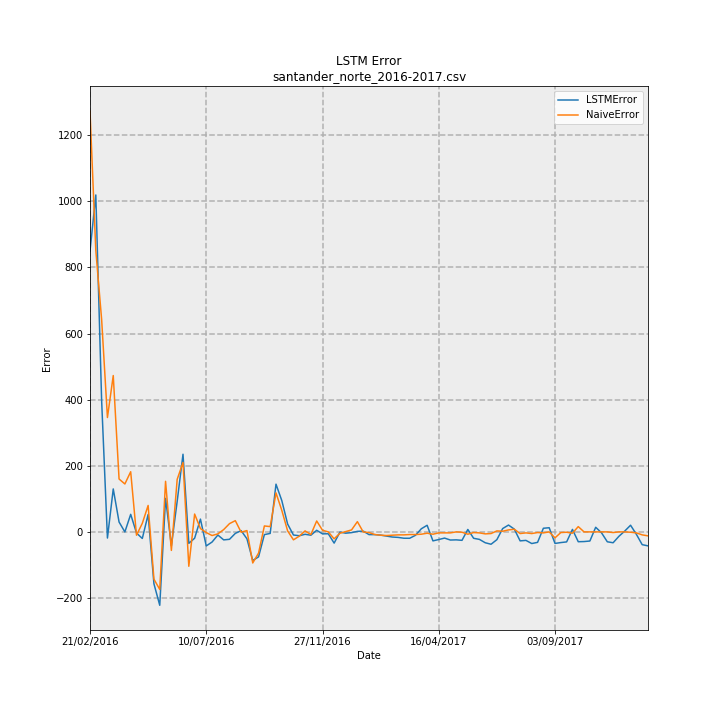 LSTM Error
santander_norte_2016-2017.csv
LSTMError
NaiveError
1200
1000
800
600
400
200
0
−200
Error
21/02/2016 10/07/2016 27/11/2016 16/04/2017 03/09/2017
Date